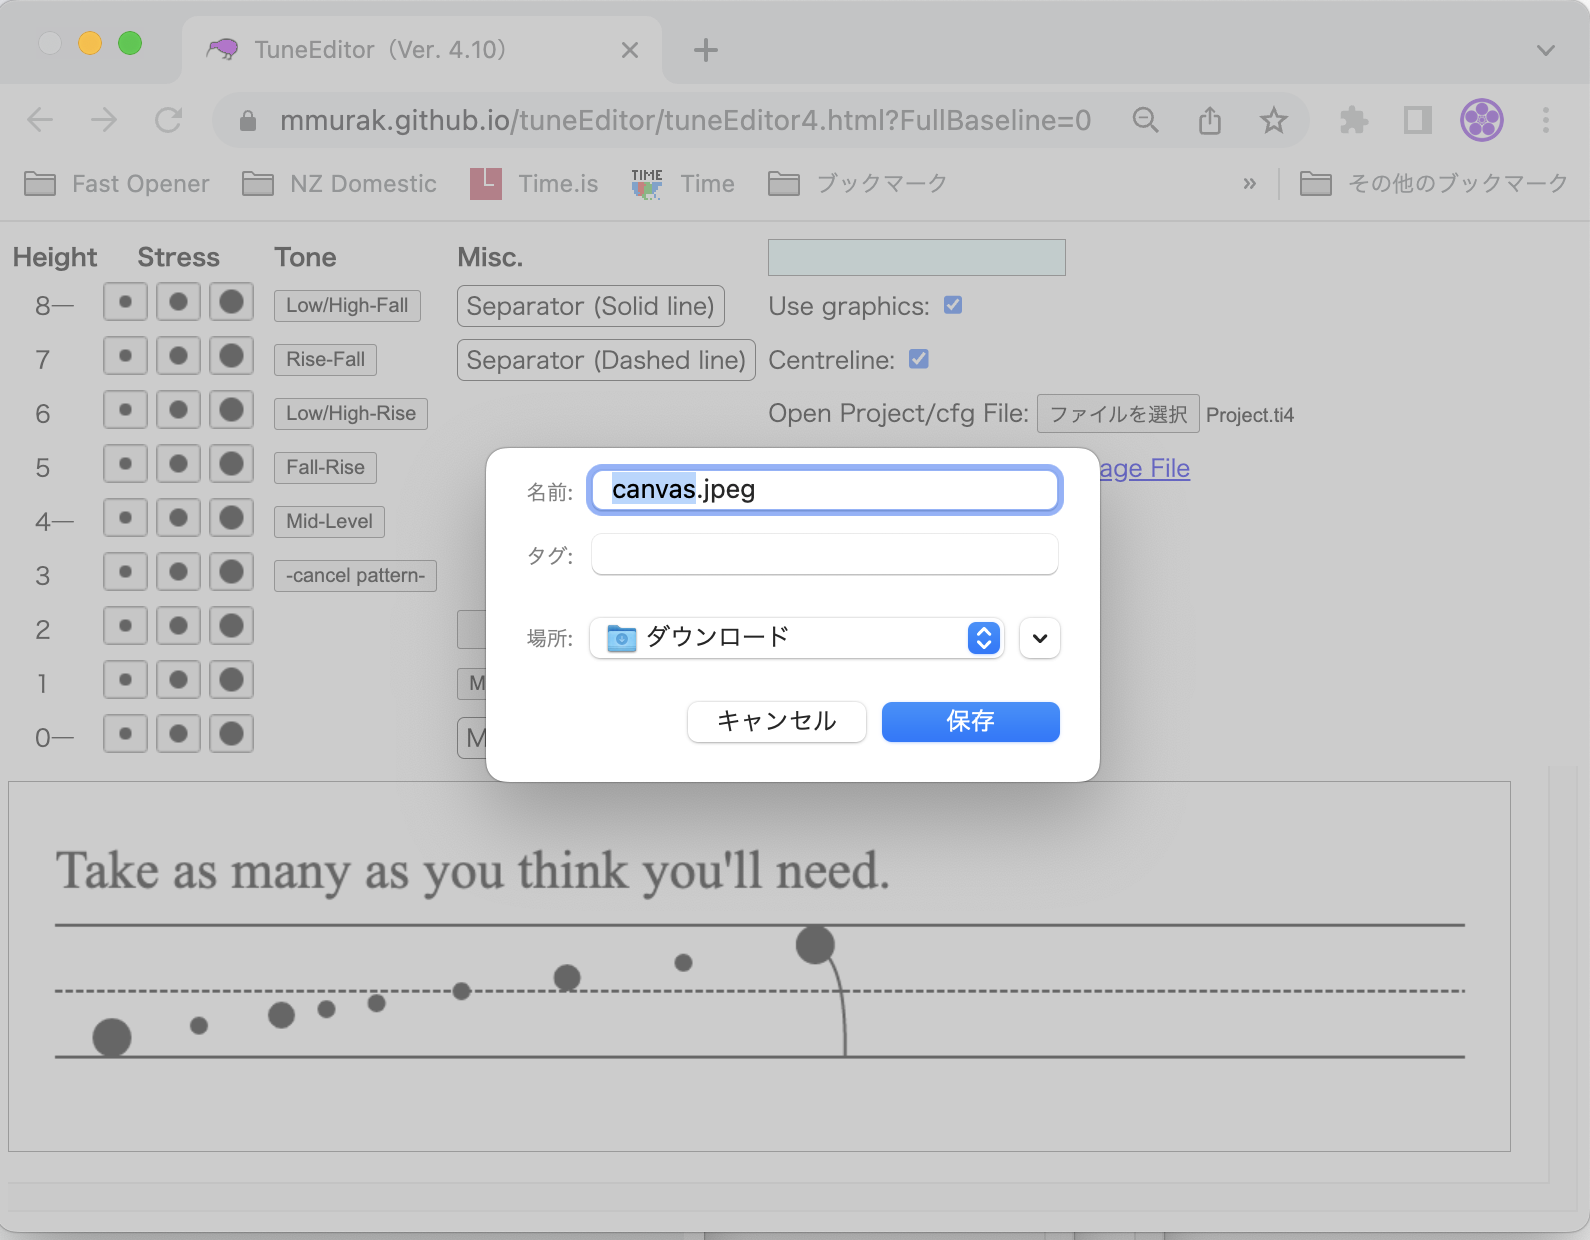 TuneEditor（Ver. 4.10）
mmurak.github.io/tuneEditor/tuneEditor4.html?FullBaseline=0
Fast Opener NZ Domestic Time.is TIME Time ブックマーク » その他のブックマーク
Height Stress Tone Misc.
8— Low/High-Fall Separator (Solid line) Use graphics:
7 Rise-Fall Separator (Dashed line) Centreline:
6 Low/High-Rise Open Project/cfg File: ファイルを選択 Project.ti4
5 Fall-Rise age File
4— Mid-Level
3 -cancel pattern-
2
1 M
0— M
名前: canvas.jpeg
タグ:
場所: ダウンロード
キャンセル 保存
Take as many as you think you'll need.